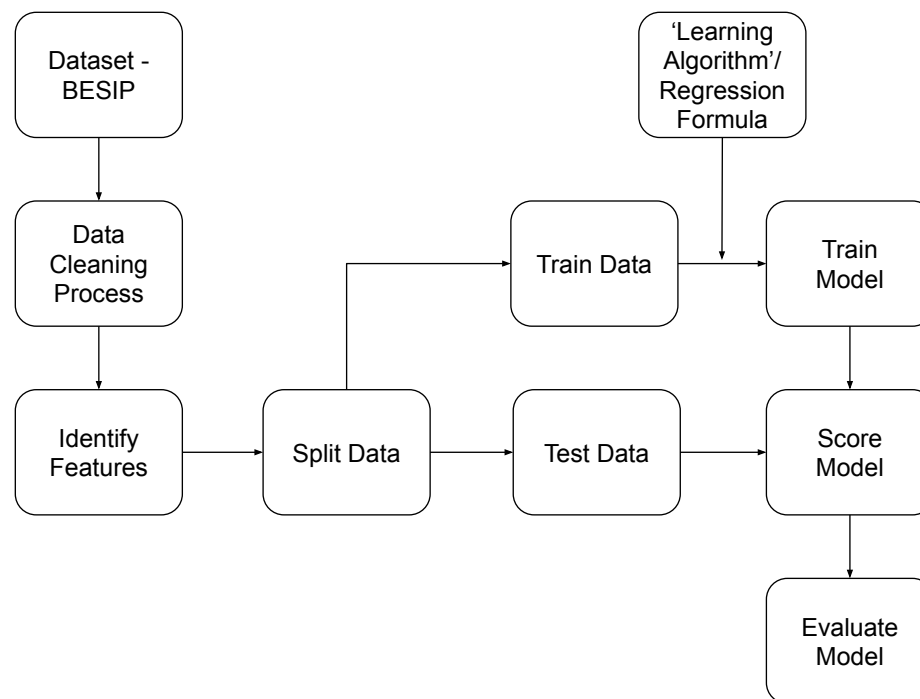 Dataset -
BESIP
‘Learning
Algorithm’/
Regression
Formula
Data
Cleaning
Process
Train Data
Train
Model
Identify
Features
Split Data
Test Data
Score
Model
Evaluate
Model